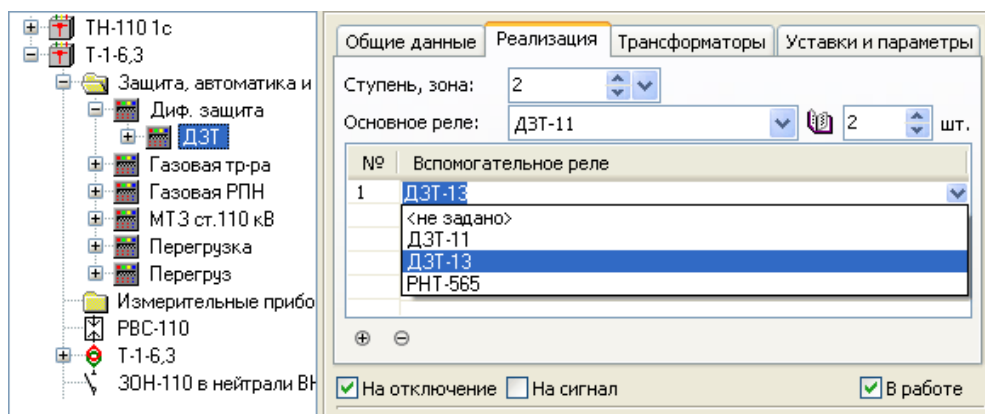 ТН-110 1с
Т-1-6,3
Защита, автоматика и
Диф. защита
ДЗТ
Газовая тр-ра
Газовая РПН
МТЗ ст.110 кВ
Перегрузка
Перегруз
Измерительные прибо
РВС-110
Т-1-6,3
ЗОН-110 в нейтрали ВН
Общие данные Реализация Трансформаторы Уставки и параметры
Ступень, зона: 2
Основное реле: ДЗТ-11 2 шт.
№ Вспомогательное реле
1 ДЗТ-13
<не задано>
ДЗТ-11
ДЗТ-13
РНТ-565
На отключение На сигнал В работе